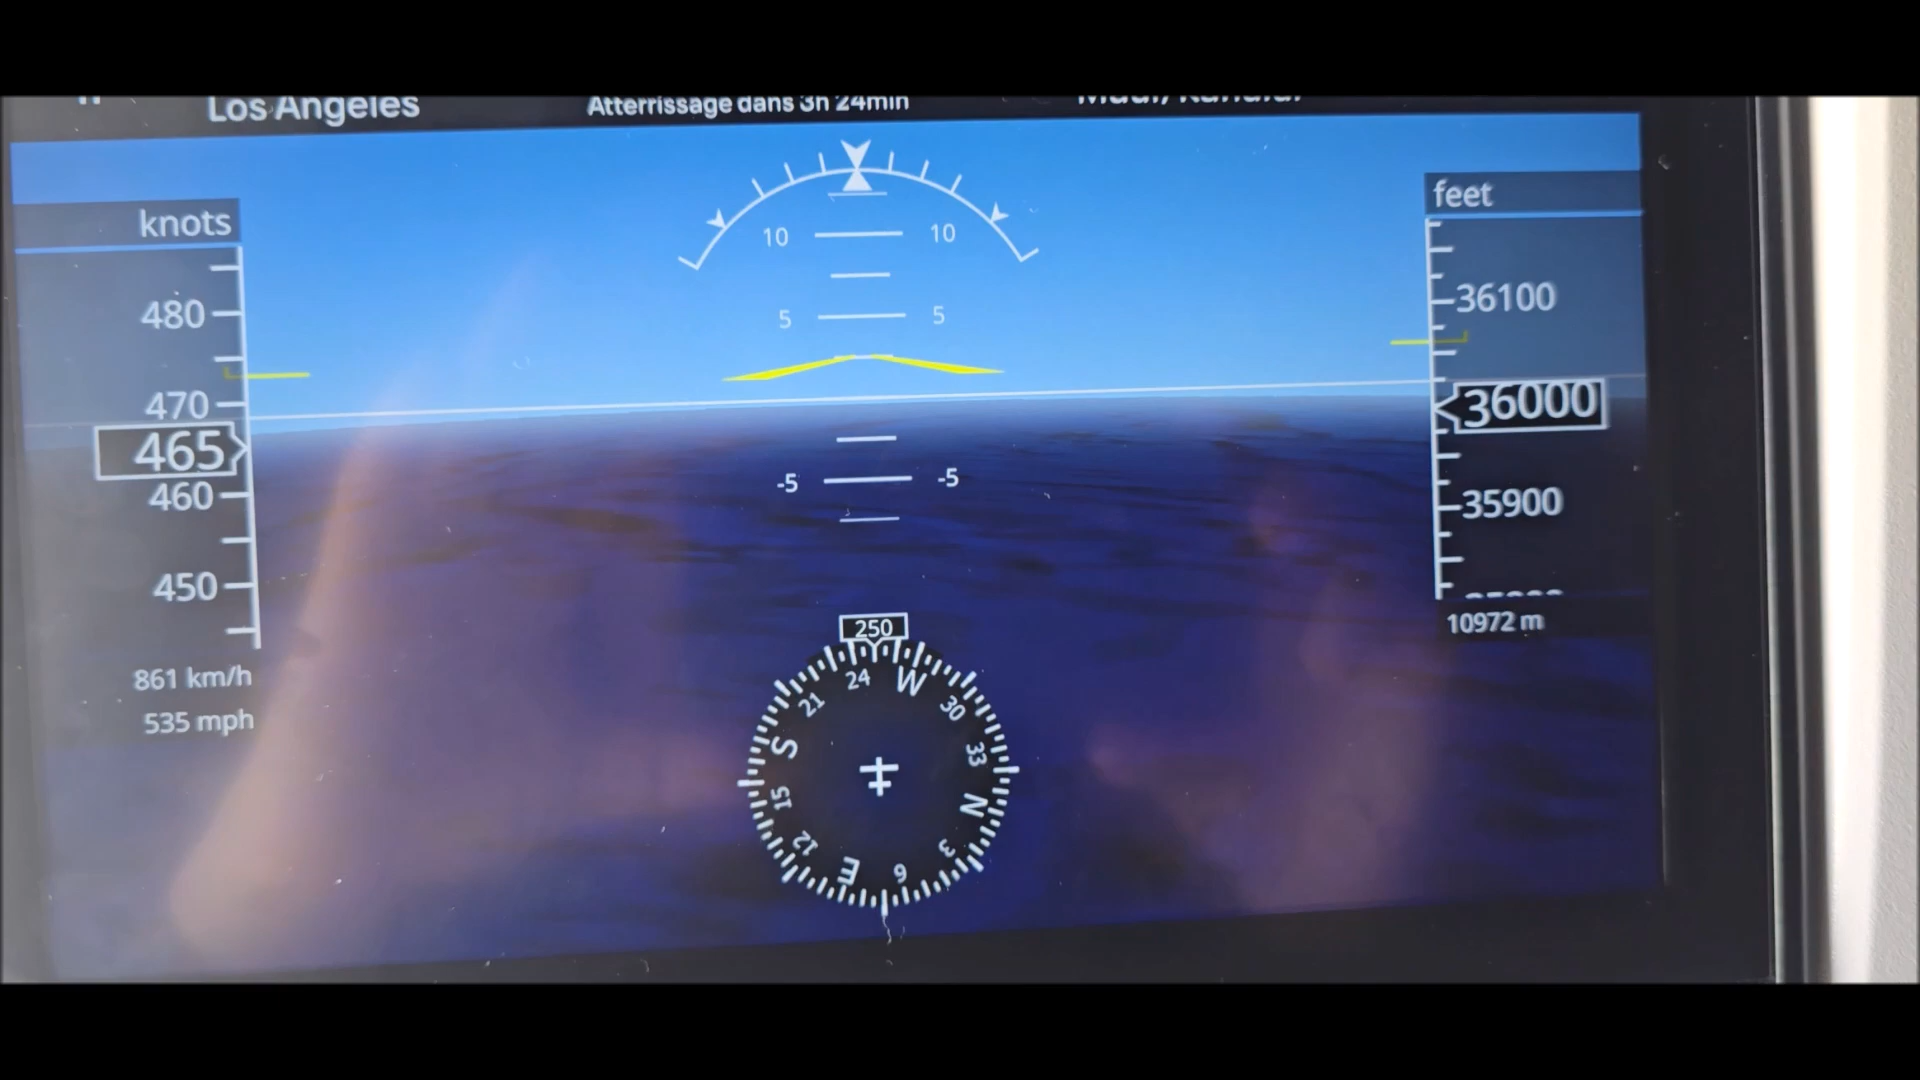 Los Angeles
Atterrissage dans 3h 24min
knots
feet
10 10
5 5
480
36100
470
465
36000
460
-5 -5
35900
450
250
10972 m
861 km/h
535 mph
24 W
21 30
S 33
15 N
12 3
E 6